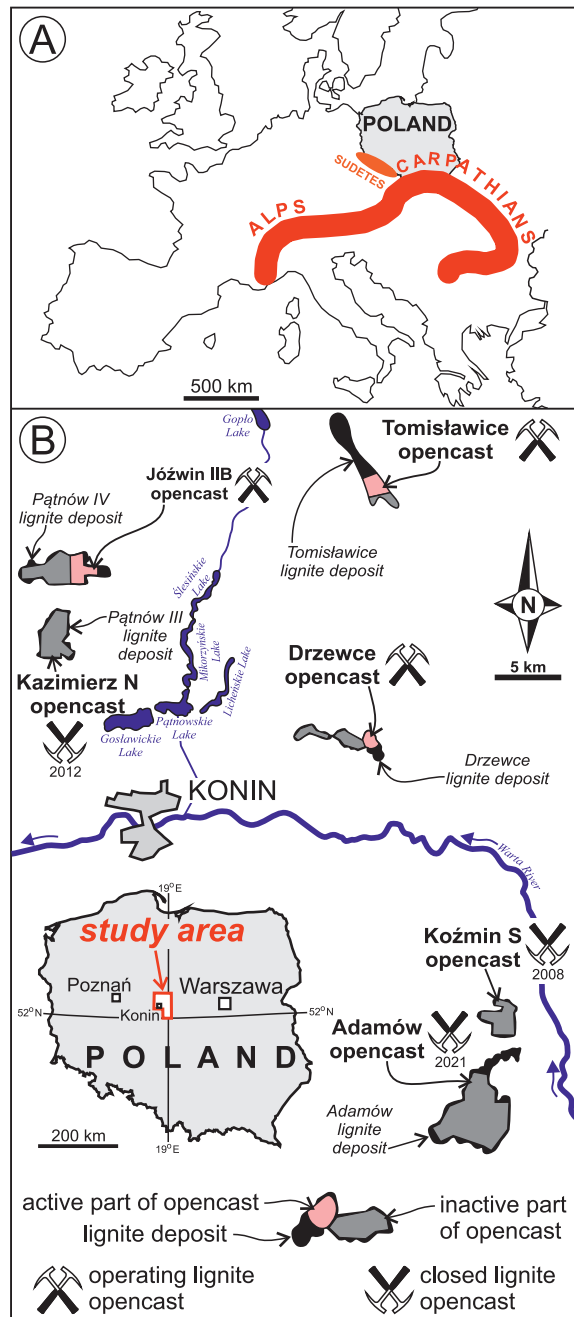 A
POLAND
SUDETES
CARPATHIANS
ALPS
500 km
B
Gopło
Lake
Tomisławice
opencast
Jóźwin IIB
opencast
Pątnów IV
lignite deposit
Tomisławice
lignite deposit
Ślesińskie
Lake
N
Pątnów III
lignite
deposit
Mikorzyńskie
Lake
Licheńskie Lake
5 km
Drzewce
opencast
Kazimierz N
opencast
2012
Pątnowskie
Lake
Gosławickie
Lake
Drzewce
lignite deposit
KONIN
Warta River
19°E
study area
Poznań
Warszawa
Konin
52°N
52°N
POLAND
200 km
19°E
Koźmin S
opencast
2008
Adamów
opencast
2021
Adamów
lignite
deposit
active part of opencast
lignite deposit
inactive part
of opencast
operating lignite
opencast
closed lignite
opencast